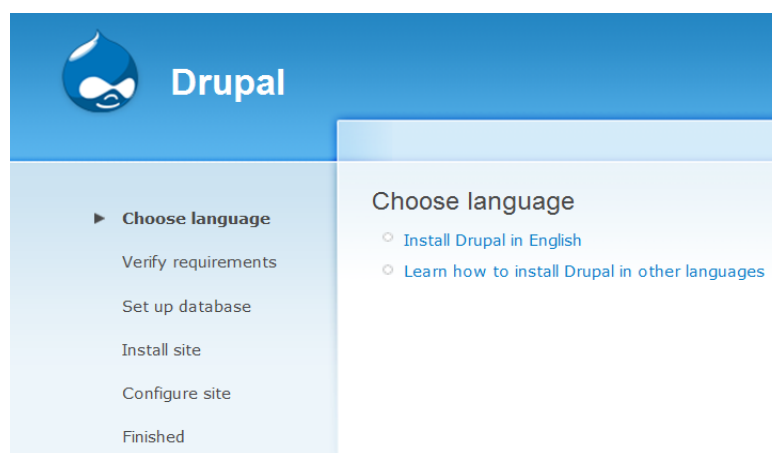 Drupal
Choose language
Verify requirements
Set up database
Install site
Configure site
Finished
Choose language
Install Drupal in English
Learn how to install Drupal in other languages